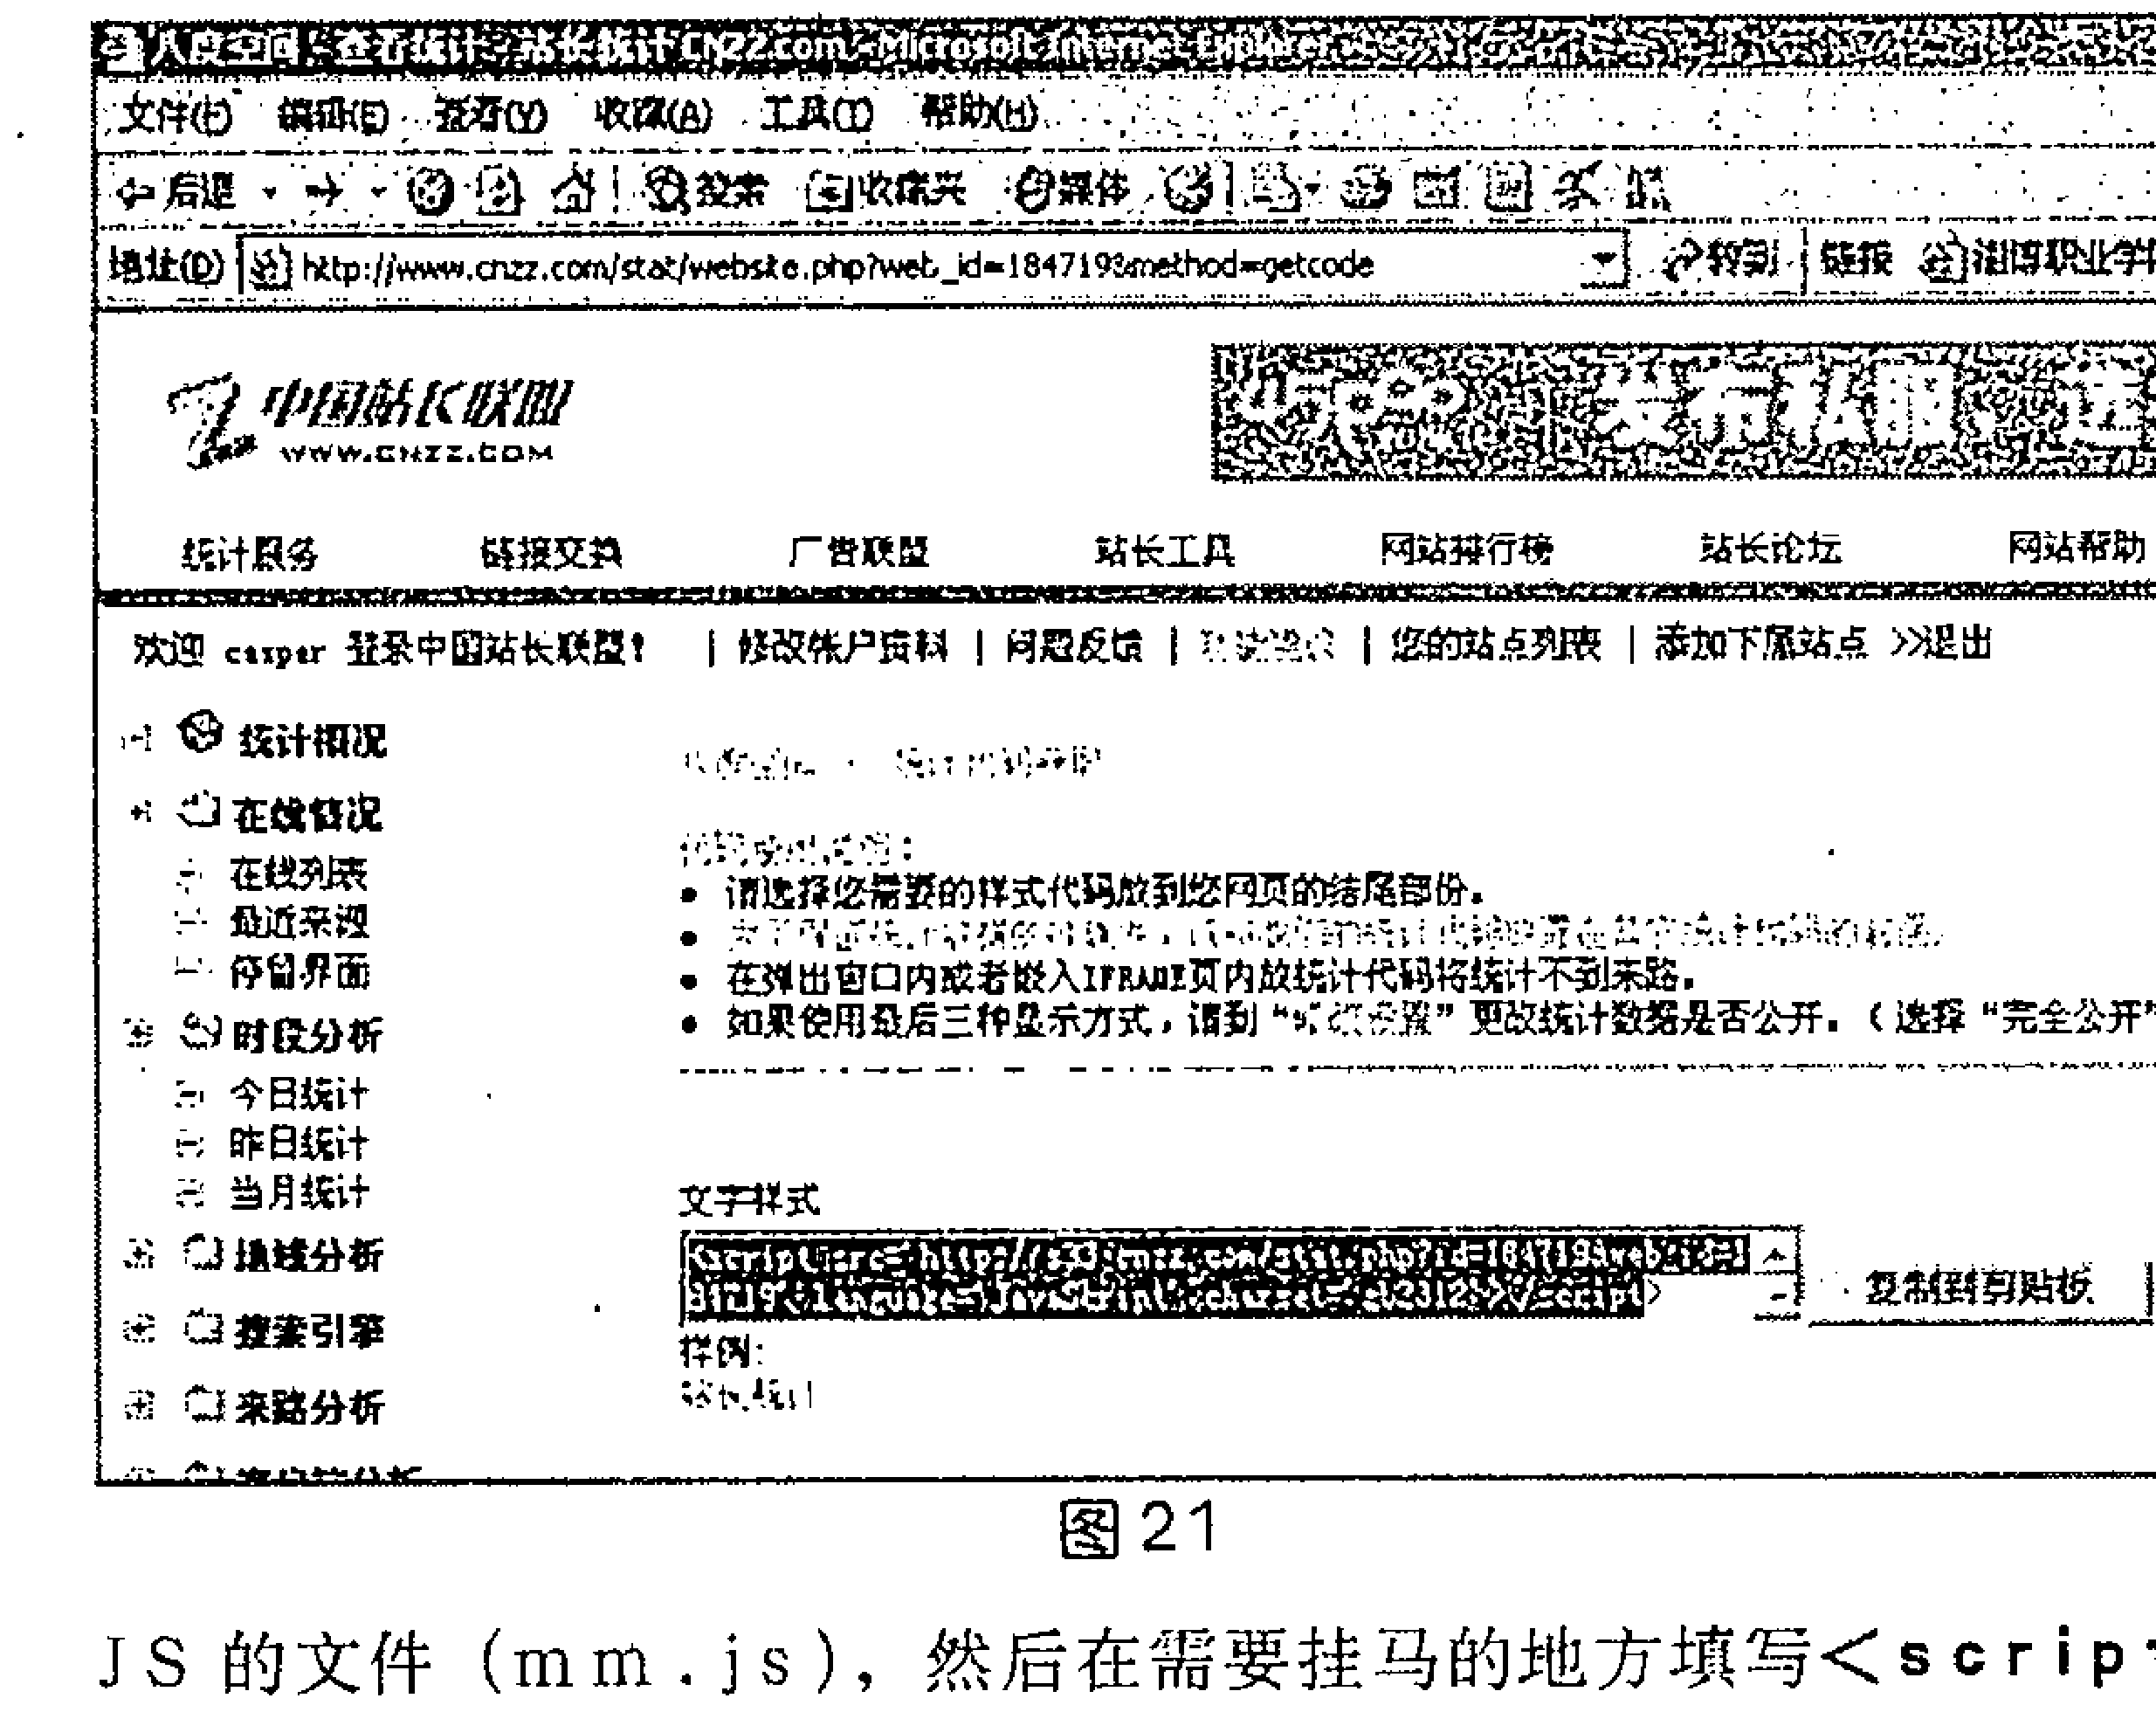 文件(F) 编辑(E) 查看(V) 收藏(A) 工具(T) 帮助(H)
后退 搜索 收藏夹 媒体
地址(D) http://www.cnzz.com/stat/website.php?web_id=184719&method=getcode 转到 链接
中国站长联盟
WWW.CNZZ.COM
发布私服
统计服务 链接交换 广告联盟 站长工具 网站排行榜 站长论坛 网站帮助
欢迎 casper 登录中国站长联盟! | 修改帐户资料 | 问题反馈 | | 您的站点列表 | 添加下属站点 >>退出
统计概况
在线情况
在线列表
最近来访
停留界面
时段分析
今日统计
昨日统计
当月统计
地域分析
搜索引擎
来路分析
● 请选择您需要的样式代码放到您网页的结尾部份。
● 在弹出窗口内或者嵌入IFRAME页内放统计代码将统计不到来路。
● 如果使用最后三种显示方式，请到“修改设置”更改统计数据是否公开。（选择“完全公开”
文字样式
复制到剪贴板
样例:
站长统计
图 21
JS 的文件 (mm.js)，然后在需要挂马的地方填写<scrip